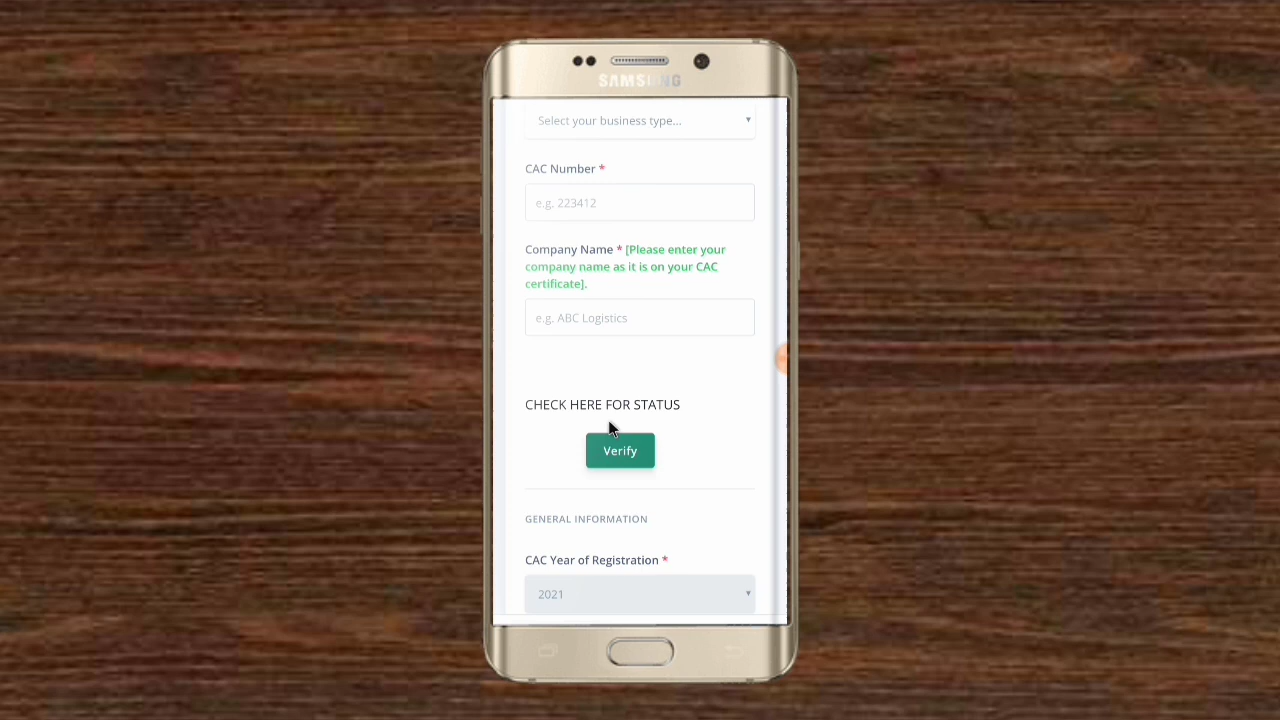 SAMSUNG
Select your business type...
CAC Number *
e.g. 223412
Company Name * [Please enter your
company name as it is on your CAC
certificate].
e.g. ABC Logistics
CHECK HERE FOR STATUS
Verify
GENERAL INFORMATION
CAC Year of Registration *
2021